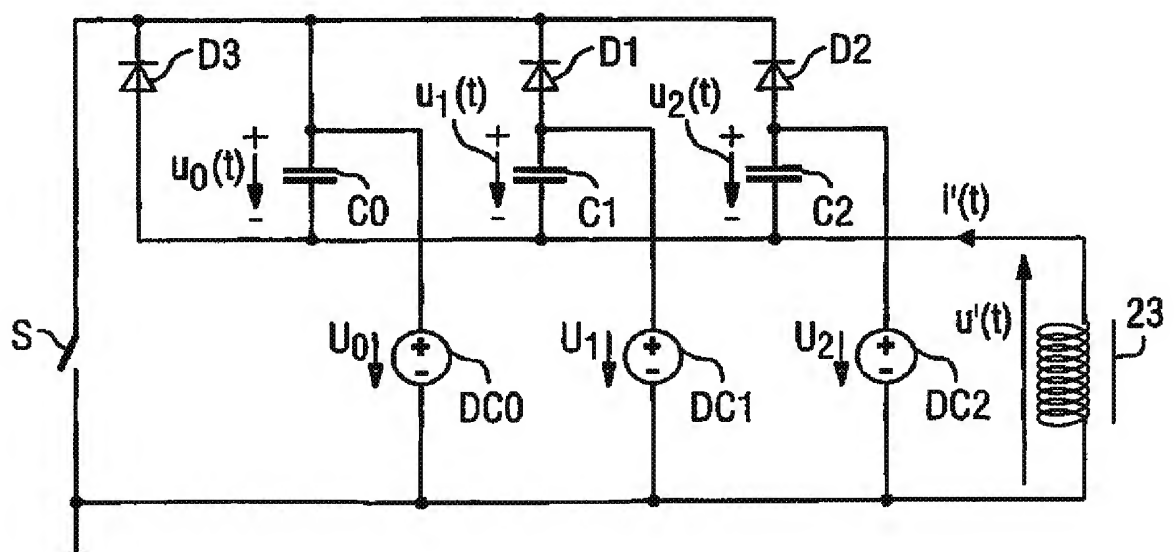 D3
D1
D2
u₁(t)
u₂(t)
+
+
+
u₀(t)
C0
C1
C2
-
-
-
i'(t)
S
U₀
+
-
DC0
U₁
+
-
DC1
U₂
+
-
DC2
u'(t)
23